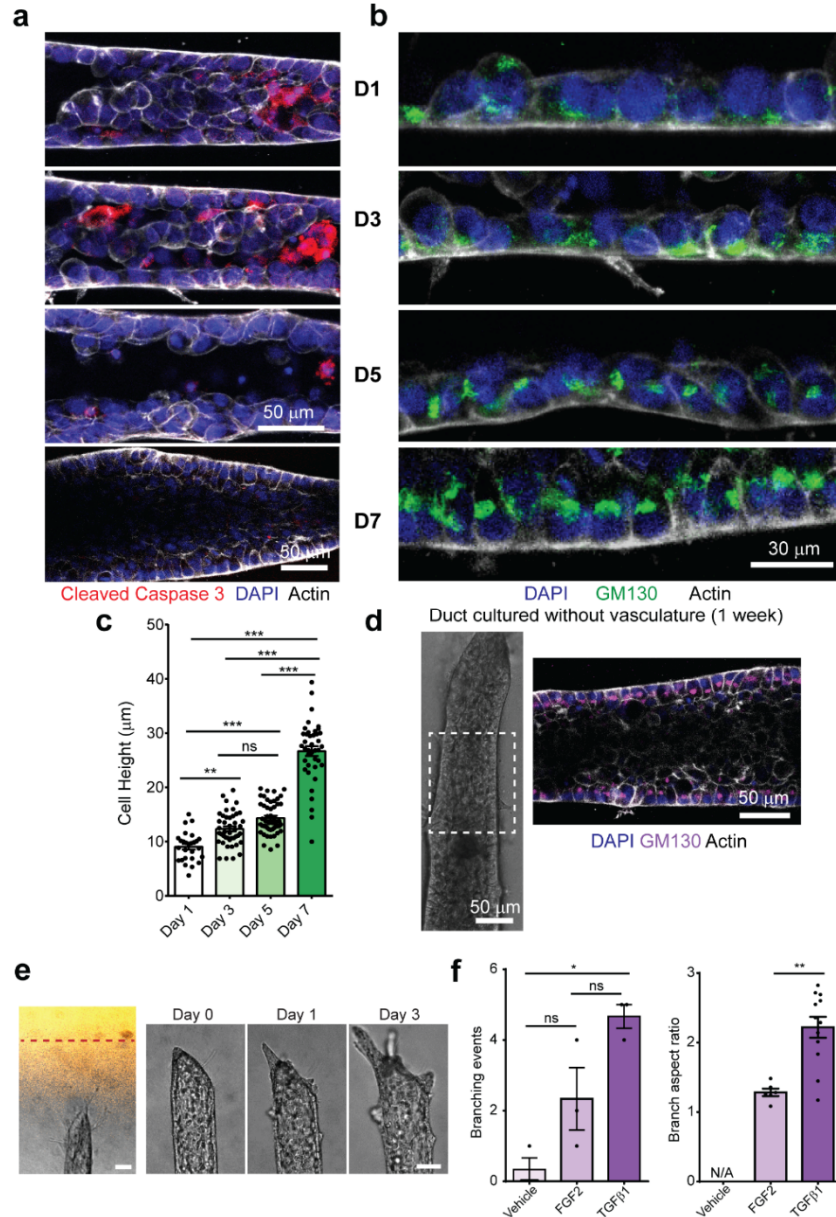 a
b
D1
D3
D5
50 μm
D7
50 μm
30 μm
Cleaved Caspase 3 DAPI Actin
DAPI GM130 Actin
c
Cell Height (μm)
50
40
30
20
10
0
***
***
***
***
ns
**
Day 1
Day 3
Day 5
Day 7
d
Duct cultured without vasculature (1 week)
50 μm
50 μm
DAPI GM130 Actin
e
Day 0
Day 1
Day 3
f
Branching events
6
4
2
0
*
ns
ns
Vehicle
FGF2
TGFβ1
Branch aspect ratio
3
2
1
0
**
N/A
Vehicle
FGF2
TGFβ1